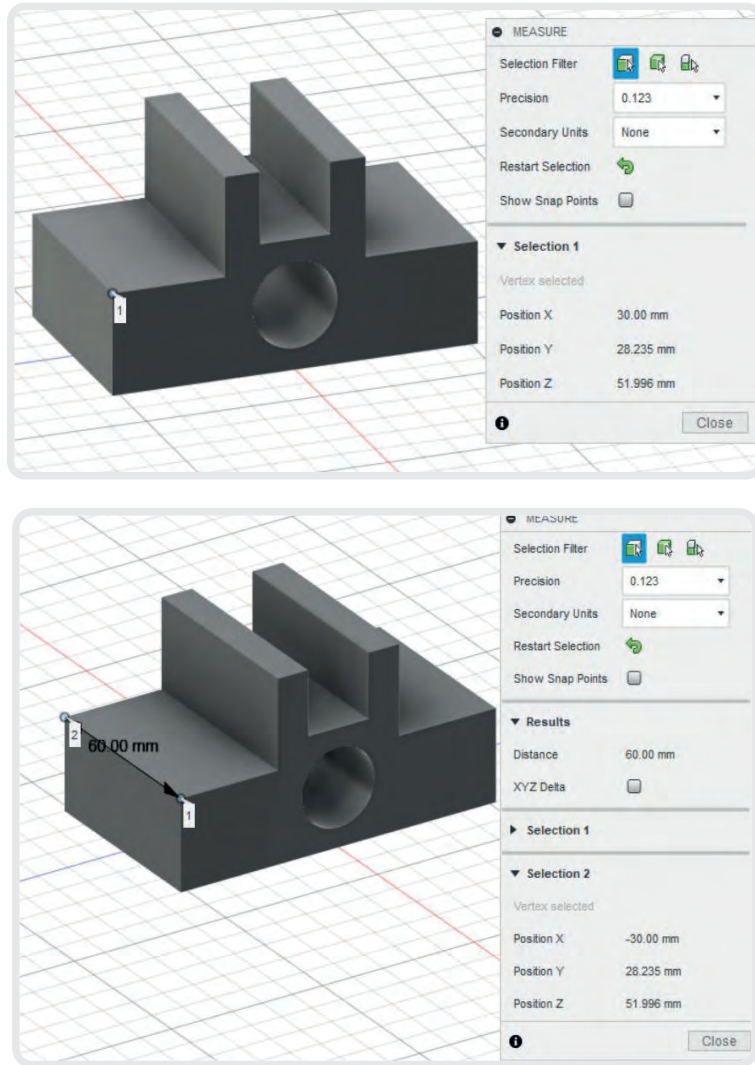 MEASURE
Selection Filter
Precision 0.123
Secondary Units None
Restart Selection
Show Snap Points
Selection 1
Vertex selected
Position X 30.00 mm
Position Y 28.235 mm
Position Z 51.996 mm
Close
1
MEASURE
Selection Filter
Precision 0.123
Secondary Units None
Restart Selection
Show Snap Points
Results
Distance 60.00 mm
XYZ Delta
Selection 1
Selection 2
Vertex selected
Position X -30.00 mm
Position Y 28.235 mm
Position Z 51.996 mm
Close
2
60.00 mm
1